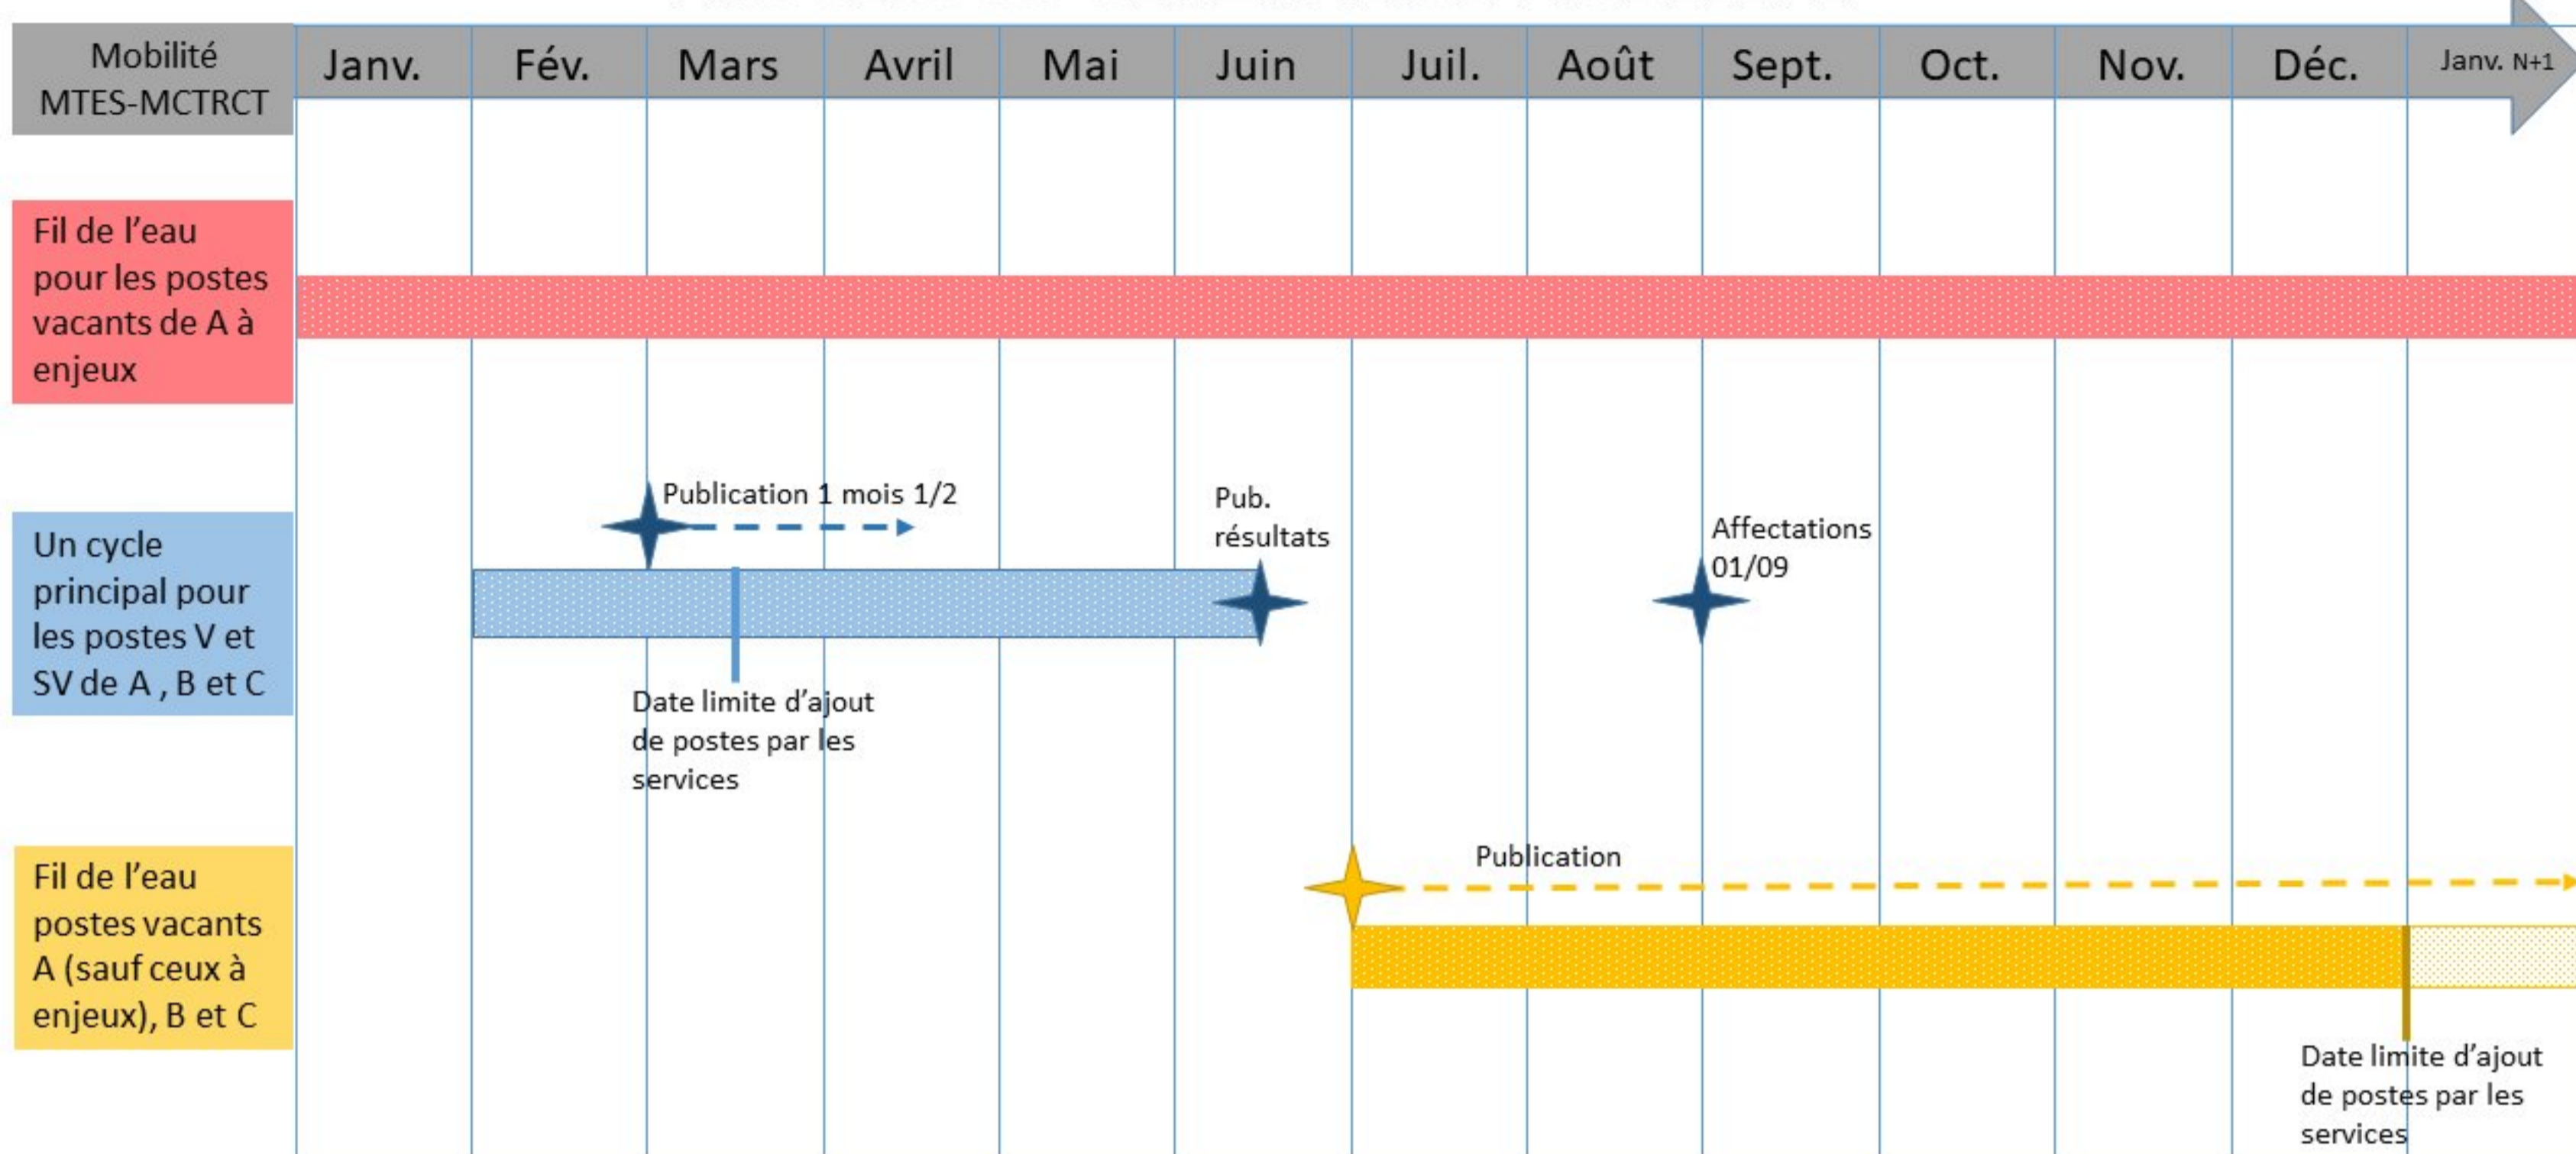 Mobilité
MTES-MCTRCT
Janv.
Fév.
Mars
Avril
Mai
Juin
Juil.
Août
Sept.
Oct.
Nov.
Déc.
Janv. N+1
Fil de l’eau
pour les postes
vacants de A à
enjeux
Un cycle
principal pour
les postes V et
SV de A , B et C
Publication 1 mois 1/2
Date limite d’ajout
de postes par les
services
Pub.
résultats
Affectations
01/09
Fil de l’eau
postes vacants
A (sauf ceux à
enjeux), B et C
Publication
Date limite d’ajout
de postes par les
services